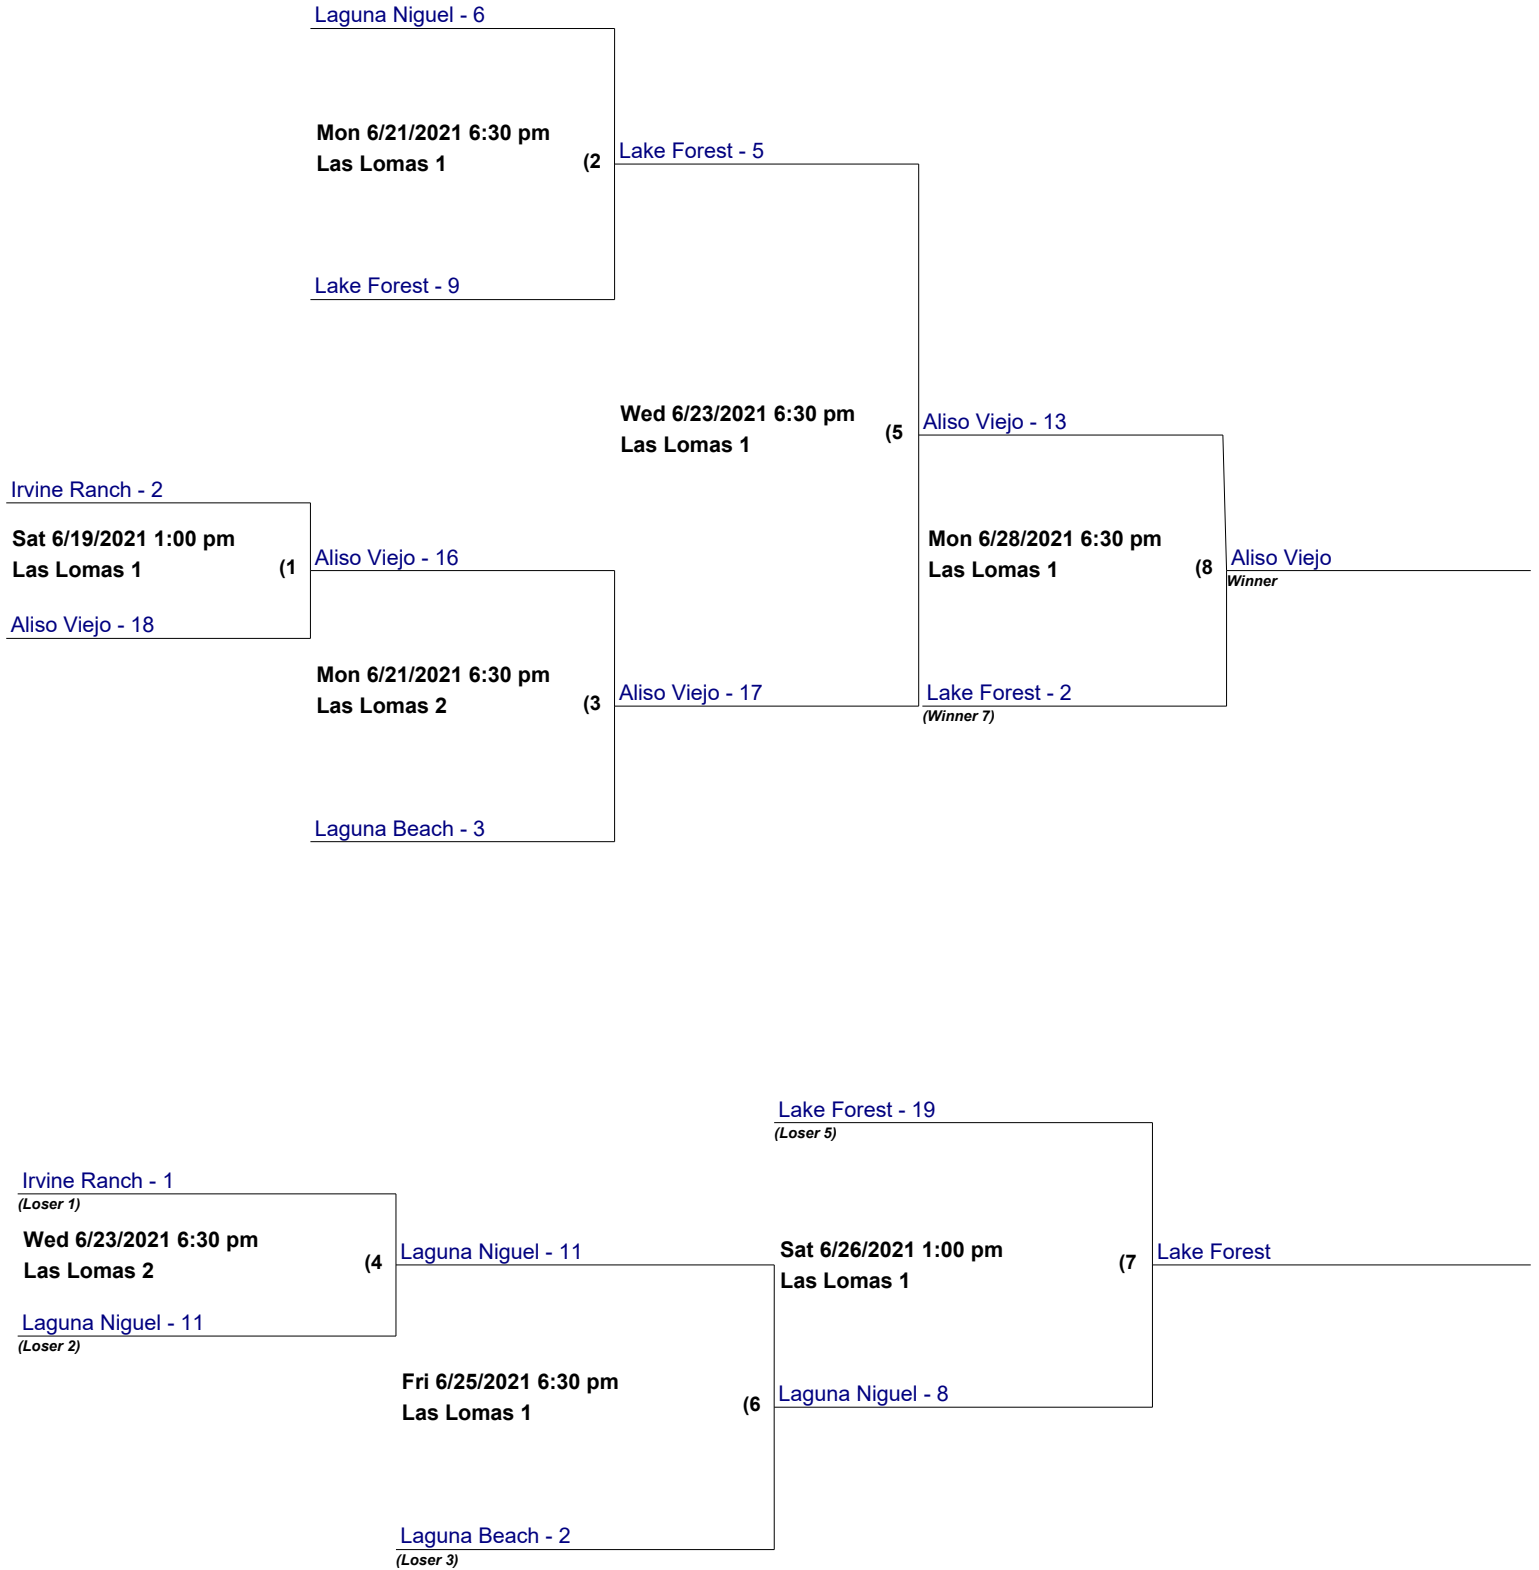 Laguna Niguel - 6
Mon 6/21/2021 6:30 pm
Las Lomas 1
(2
Lake Forest - 5
Lake Forest - 9
Wed 6/23/2021 6:30 pm
Las Lomas 1
(5
Aliso Viejo - 13
Irvine Ranch - 2
Sat 6/19/2021 1:00 pm
Las Lomas 1
(1
Aliso Viejo - 18
Aliso Viejo - 16
Mon 6/21/2021 6:30 pm
Las Lomas 2
(3
Aliso Viejo - 17
Laguna Beach - 3
Mon 6/28/2021 6:30 pm
Las Lomas 1
(8
Aliso Viejo
Winner
Lake Forest - 2
(Winner 7)
Lake Forest - 19
(Loser 5)
Irvine Ranch - 1
(Loser 1)
Wed 6/23/2021 6:30 pm
Las Lomas 2
(4
Laguna Niguel - 11
Laguna Niguel - 11
(Loser 2)
Sat 6/26/2021 1:00 pm
Las Lomas 1
(7
Lake Forest
Fri 6/25/2021 6:30 pm
Las Lomas 1
(6
Laguna Niguel - 8
Laguna Beach - 2
(Loser 3)